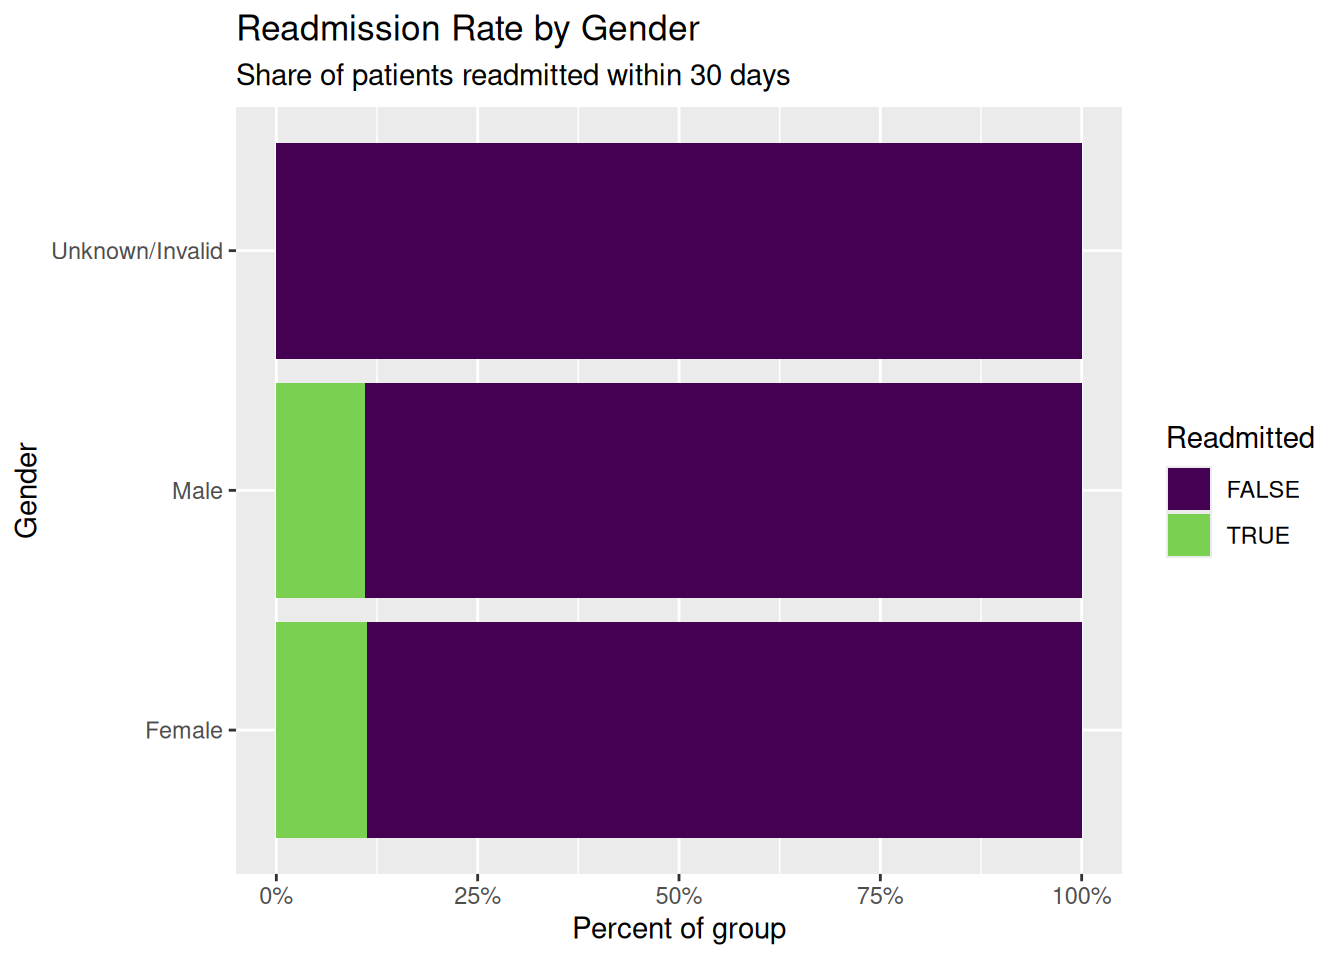 Readmission Rate by Gender
Share of patients readmitted within 30 days
Unknown/Invalid
Male
Female
Gender
0% 25% 50% 75% 100%
Percent of group
Readmitted
FALSE
TRUE